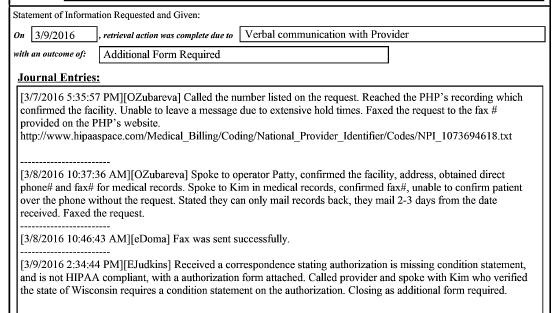 Statement of Information Requested and Given:
On 3/9/2016 , retrieval action was complete due to Verbal communication with Provider
with an outcome of: Additional Form Required
Journal Entries:
[3/7/2016 5:35:57 PM][OZubareva] Called the number listed on the request. Reached the PHP's recording which
confirmed the facility. Unable to leave a message due to extensive hold times. Faxed the request to the fax #
provided on the PHP's website.
http://www.hipaaspace.com/Medical_Billing/Coding/National_Provider_Identifier/Codes/NPI_1073694618.txt
------------------------
[3/8/2016 10:37:36 AM][OZubareva] Spoke to operator Patty, confirmed the facility, address, obtained direct
phone# and fax# for medical records. Spoke to Kim in medical records, confirmed fax#, unable to confirm patient
over the phone without the request. Stated they can only mail records back, they mail 2-3 days from the date
received. Faxed the request.
------------------------
[3/8/2016 10:46:43 AM][eDoma] Fax was sent successfully.
------------------------
[3/9/2016 2:34:44 PM][EJudkins] Received a correspondence stating authorization is missing condition statement,
and is not HIPAA compliant, with a authorization form attached. Called provider and spoke with Kim who verified
the state of Wisconsin requires a condition statement on the authorization. Closing as additional form required.